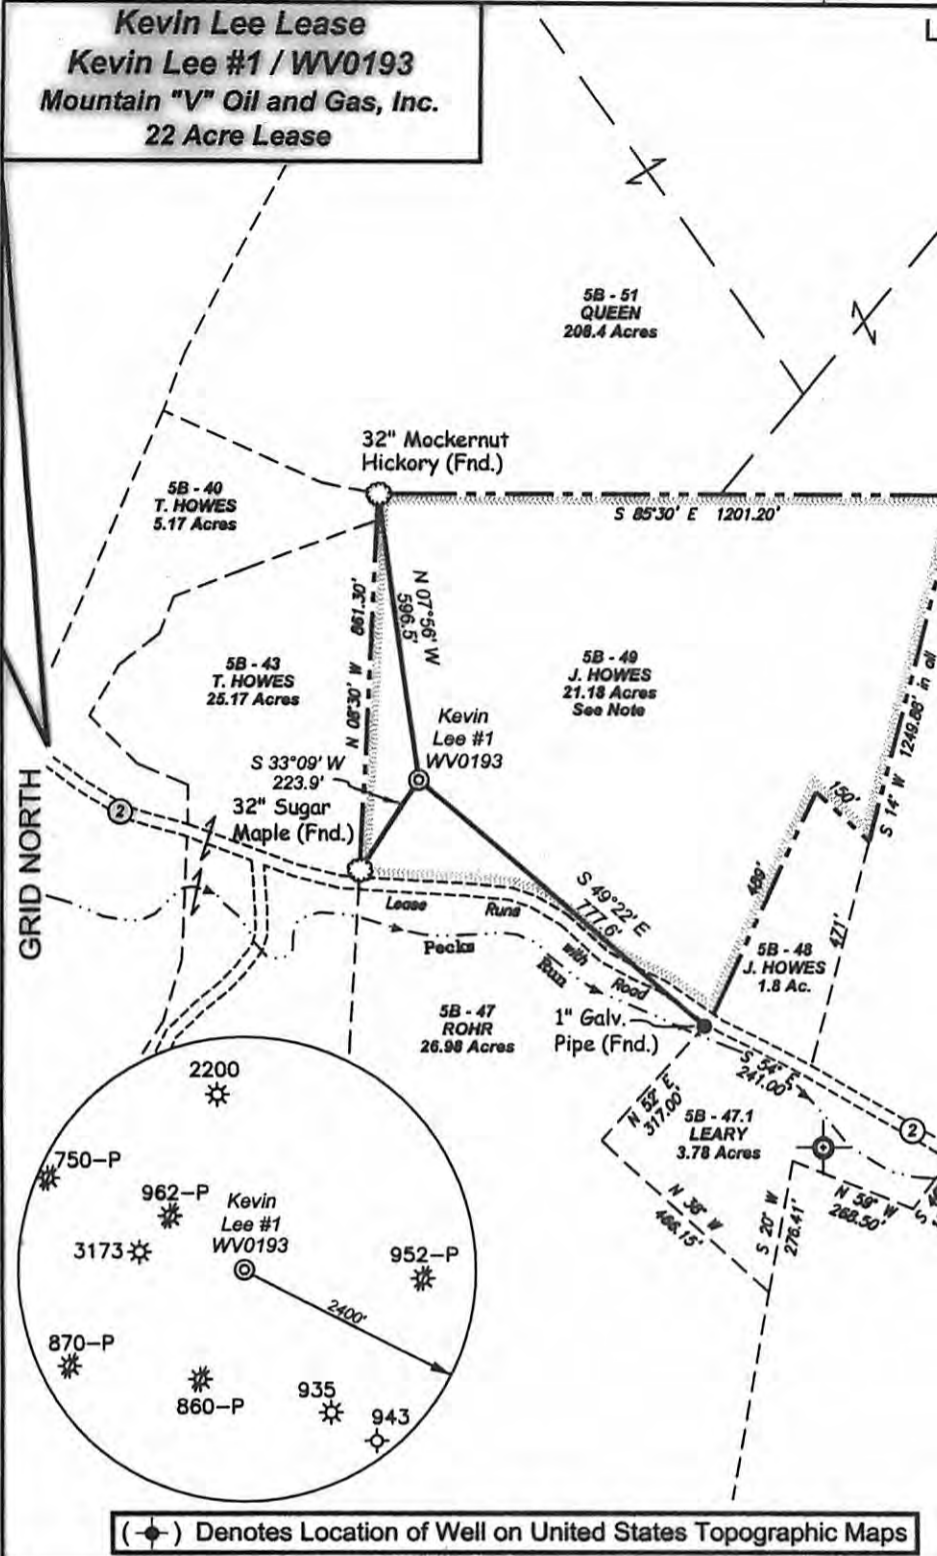 Kevin Lee Lease
Kevin Lee #1 / WV0193
Mountain "V" Oil and Gas, Inc.
22 Acre Lease
L
5B - 51
QUEEN
208.4 Acres
32" Mockernut
Hickory (Fnd.)
5B - 40
T. HOWES
5.17 Acres
S 85°30' E 1201.20'
N 08°30' W 861.30'
N 07°56' W
596.5'
5B - 43
T. HOWES
25.17 Acres
5B - 49
J. HOWES
21.18 Acres
See Note
S 14° W 1249.88' in all
Kevin
Lee #1
WV0193
S 33°09' W
223.9'
32" Sugar
Maple (Fnd.)
GRID NORTH
2
150'
489'
471'
S 49°22' E
777.6'
Lease Runs with Road
Pecks Run
5B - 48
J. HOWES
1.8 Ac.
5B - 47
ROHR
26.98 Acres
1" Galv.
Pipe (Fnd.)
S 54° E
241.00'
N 52° E
317.00'
5B - 47.1
LEARY
3.78 Acres
2
N 38° W
466.15'
S 20° W
276.41'
N 59° W
268.50'
2200
750-P
962-P
3173
Kevin
Lee #1
WV0193
952-P
2400'
870-P
860-P
935
943
( ) Denotes Location of Well on United States Topographic Maps